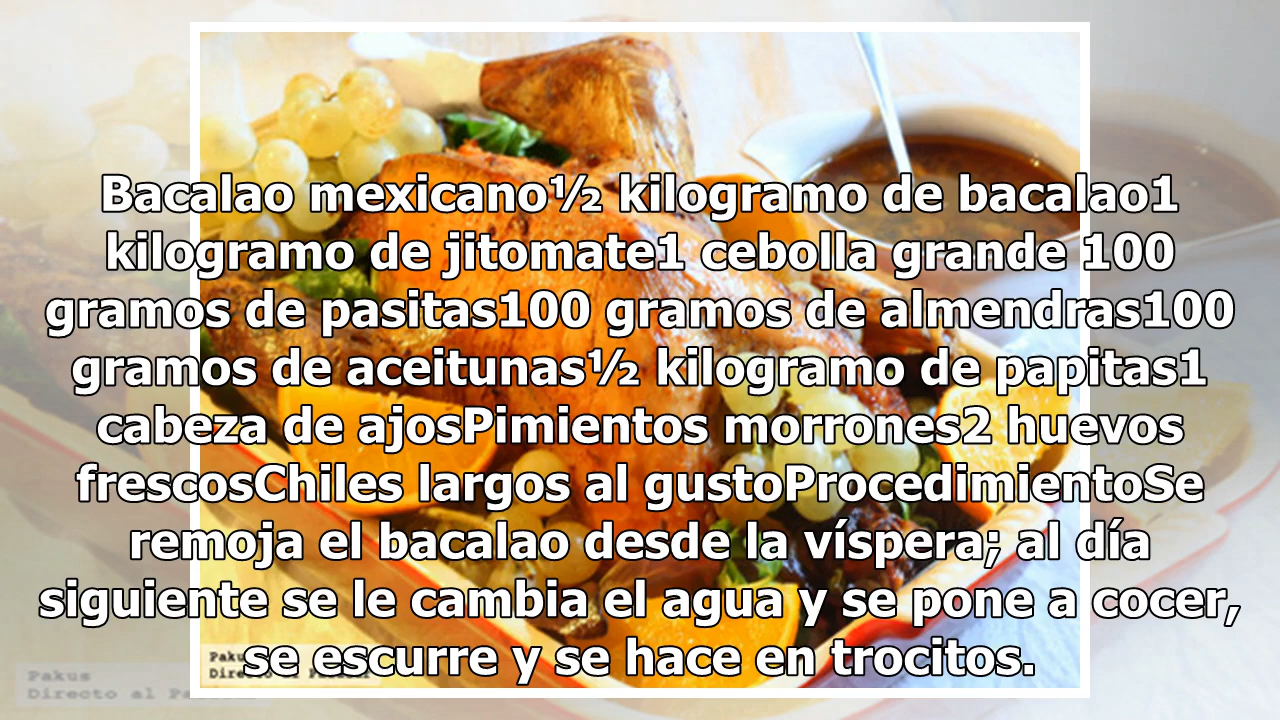 Bacalao mexicano½ kilogramo de bacalao1
kilogramo de jitomate1 cebolla grande 100
gramos de pasitas100 gramos de almendras100
gramos de aceitunas½ kilogramo de papitas1
cabeza de ajosPimientos morrones2 huevos
frescosChiles largos al gustoProcedimientoSe
remoja el bacalao desde la víspera; al día
siguiente se le cambia el agua y se pone a cocer,
se escurre y se hace en trocitos.
Pakus
Directo al